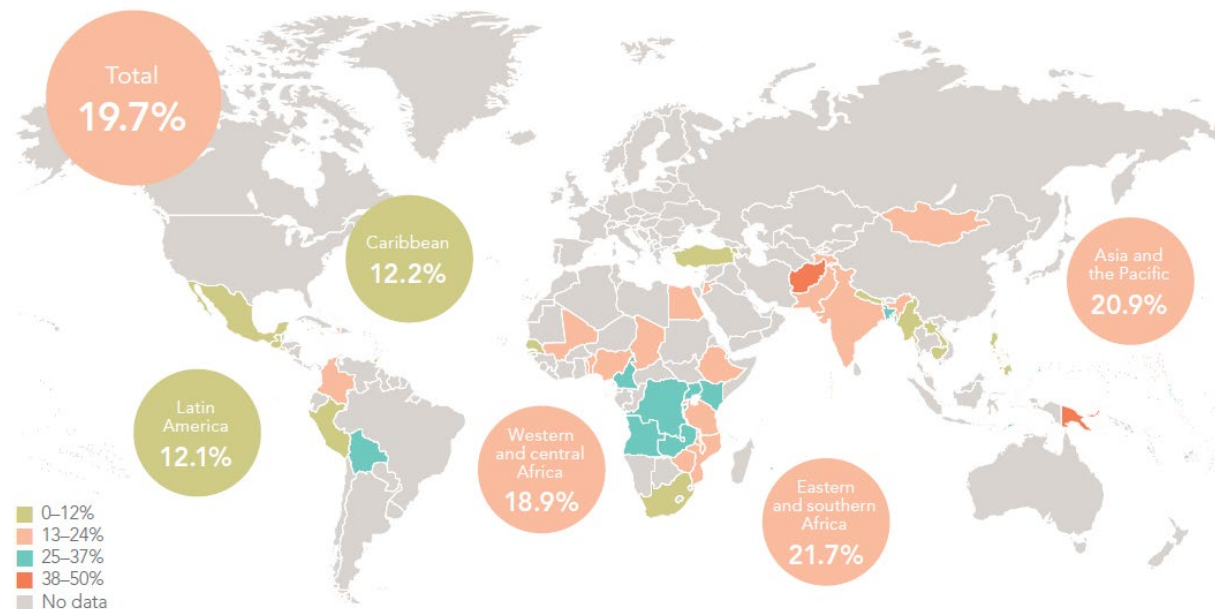 Total
19.7%
Caribbean
12.2%
Asia and
the Pacific
20.9%
Latin
America
12.1%
Western
and central
Africa
18.9%
Eastern
and southern
Africa
21.7%
0–12%
13–24%
25–37%
38–50%
No data